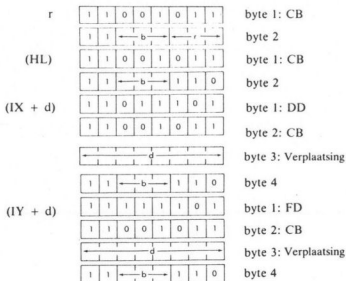 r 1 1 0 0 1 0 1 1 byte 1: CB
1 1 b r byte 2
(HL) 1 1 0 0 1 0 1 1 byte 1: CB
1 1 b 1 1 0 byte 2
(IX + d) 1 1 0 1 1 1 0 1 byte 1: DD
1 1 0 0 1 0 1 1 byte 2: CB
d byte 3: Verplaatsing
1 1 b 1 1 0 byte 4
(IY + d) 1 1 1 1 1 1 0 1 byte 1: FD
1 1 0 0 1 0 1 1 byte 2: CB
d byte 3: Verplaatsing
1 1 b 1 1 0 byte 4